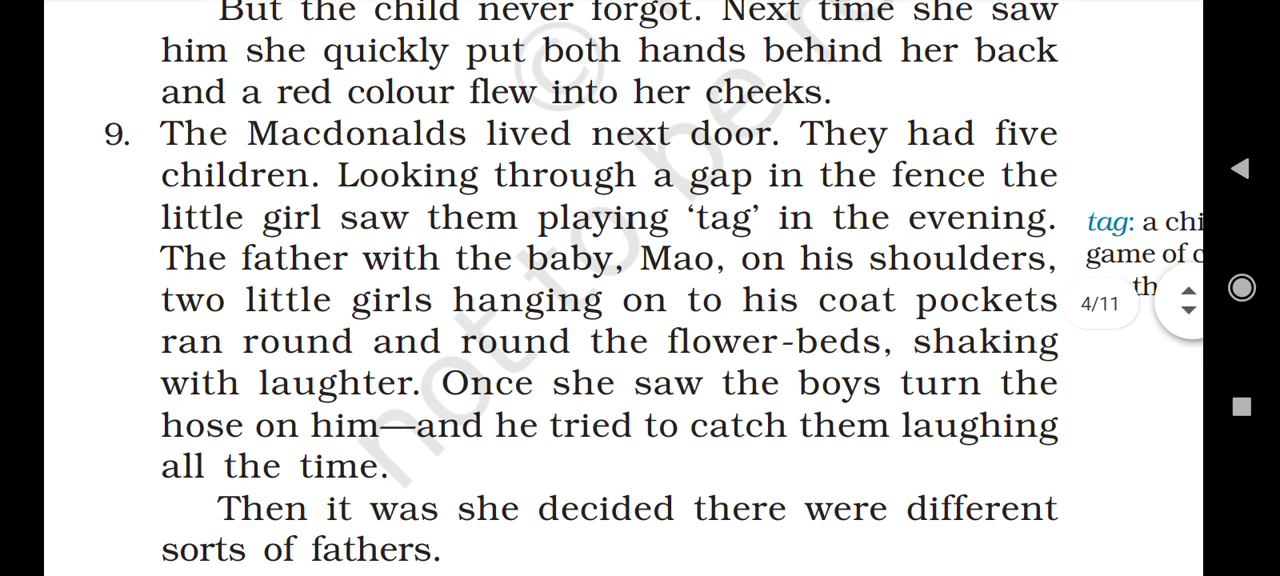 But the child never forgot. Next time she saw
him she quickly put both hands behind her back
and a red colour flew into her cheeks.
9. The Macdonalds lived next door. They had five
children. Looking through a gap in the fence the
little girl saw them playing ‘tag’ in the evening.
The father with the baby, Mao, on his shoulders,
two little girls hanging on to his coat pockets
ran round and round the flower-beds, shaking
with laughter. Once she saw the boys turn the
hose on him—and he tried to catch them laughing
all the time.
Then it was she decided there were different
sorts of fathers.
tag: a chi
game of c
th
4/11
© not to be